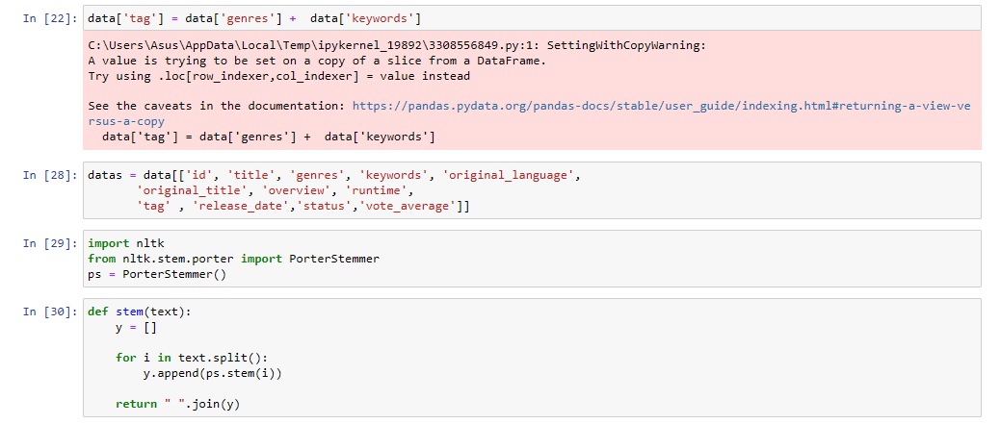 In [22]: data['tag'] = data['genres'] +  data['keywords']
C:\Users\Asus\AppData\Local\Temp\ipykernel_19892\3308556849.py:1: SettingWithCopyWarning:
A value is trying to be set on a copy of a slice from a DataFrame.
Try using .loc[row_indexer,col_indexer] = value instead
See the caveats in the documentation: https://pandas.pydata.org/pandas-docs/stable/user_guide/indexing.html#returning-a-view-ve
rsus-a-copy
  data['tag'] = data['genres'] +  data['keywords']
In [28]: datas = data[['id', 'title', 'genres', 'keywords', 'original_language',
       'original_title', 'overview', 'runtime',
       'tag' , 'release_date','status','vote_average']]
In [29]: import nltk
from nltk.stem.porter import PorterStemmer
ps = PorterStemmer()
In [30]: def stem(text):
    y = []
    for i in text.split():
        y.append(ps.stem(i))
    return " ".join(y)